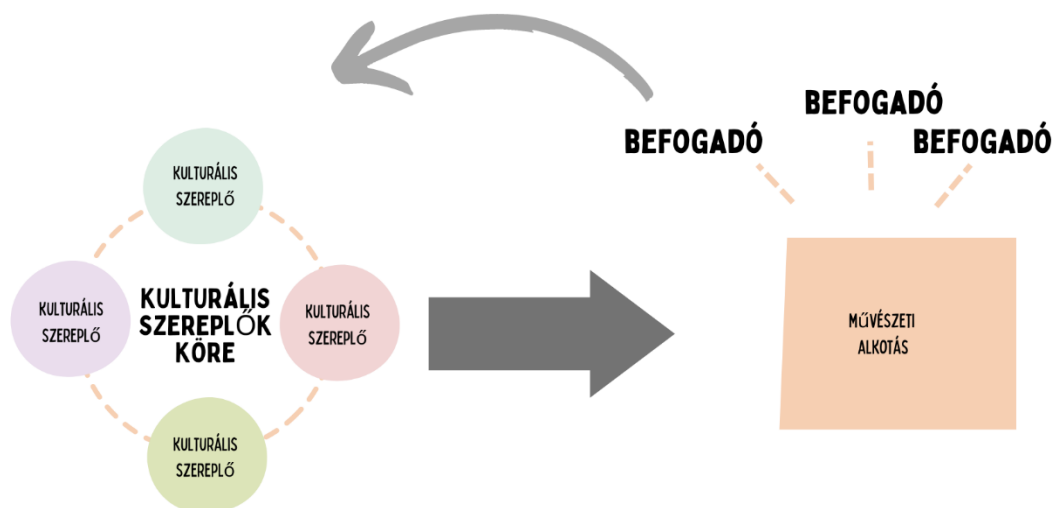 BEFOGADÓ
BEFOGADÓ
BEFOGADÓ
KULTURÁLIS
SZEREPLŐ
KULTURÁLIS
SZEREPLŐ
KULTURÁLIS
SZEREPLŐK
KÖRE
KULTURÁLIS
SZEREPLŐ
KULTURÁLIS
SZEREPLŐ
MŰVÉSZETI
ALKOTÁS